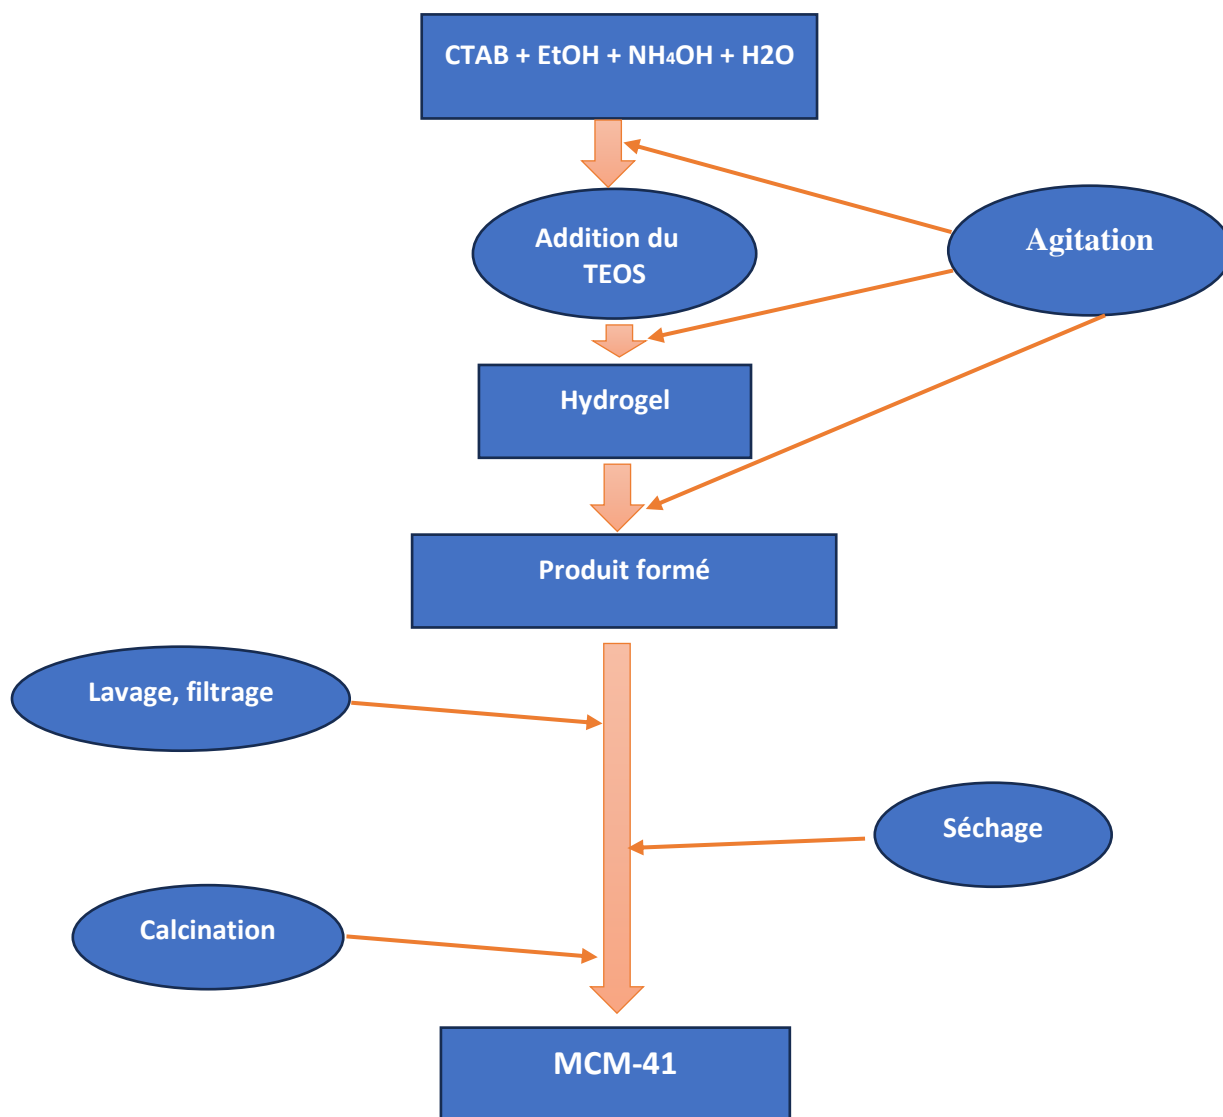 CTAB + EtOH + NH₄OH + H2O
Addition du
TEOS
Agitation
Hydrogel
Produit formé
Lavage, filtrage
Séchage
Calcination
MCM-41